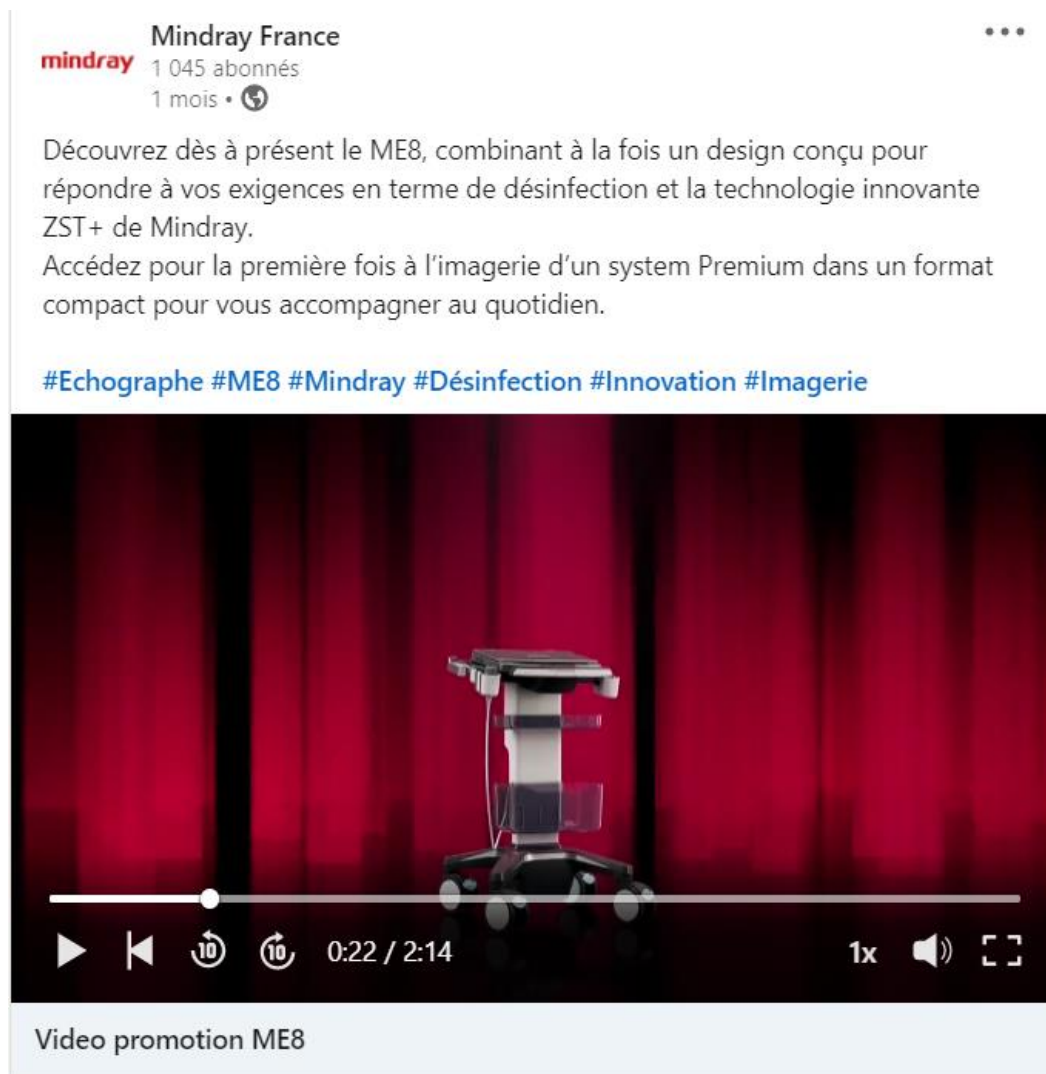 mindray
Mindray France
1 045 abonnés
1 mois •
Découvrez dès à présent le ME8, combinant à la fois un design conçu pour
répondre à vos exigences en terme de désinfection et la technologie innovante
ZST+ de Mindray.
Accédez pour la première fois à l'imagerie d'un system Premium dans un format
compact pour vous accompagner au quotidien.
#Echographe #ME8 #Mindray #Désinfection #Innovation #Imagerie
10 10 0:22 / 2:14 1x
Video promotion ME8